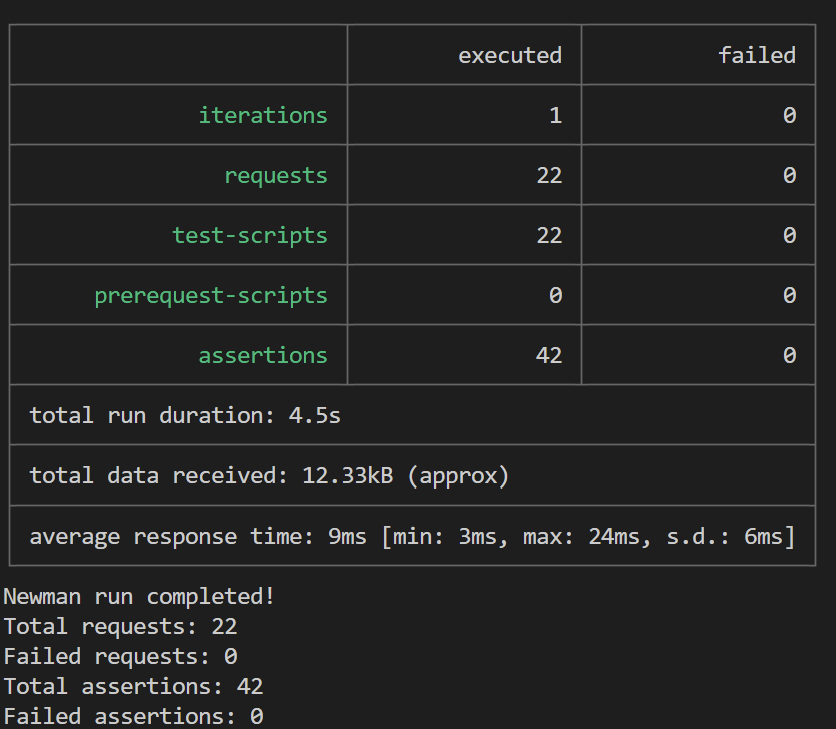 executed failed
iterations 1 0
requests 22 0
test-scripts 22 0
prerequest-scripts 0 0
assertions 42 0
total run duration: 4.5s
total data received: 12.33kB (approx)
average response time: 9ms [min: 3ms, max: 24ms, s.d.: 6ms]
Newman run completed!
Total requests: 22
Failed requests: 0
Total assertions: 42
Failed assertions: 0